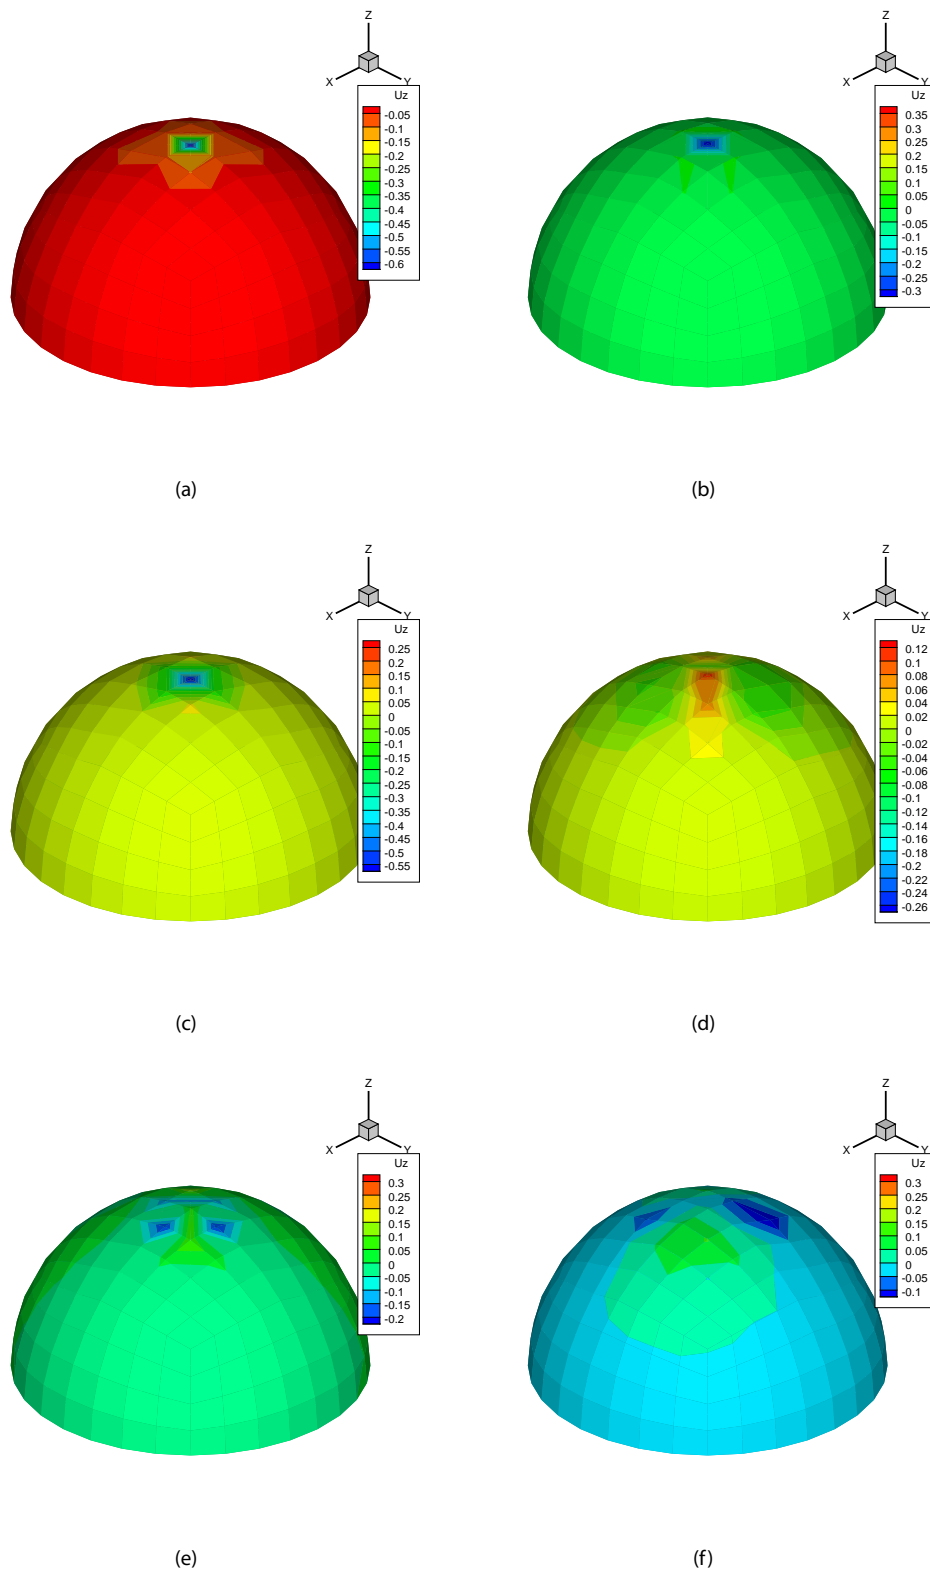 Z
X
Y
Uz
-0.05
-0.1
-0.15
-0.2
-0.25
-0.3
-0.35
-0.4
-0.45
-0.5
-0.55
-0.6
(a)
Z
X
Y
Uz
0.35
0.3
0.25
0.2
0.15
0.1
0.05
0
-0.05
-0.1
-0.15
-0.2
-0.25
-0.3
(b)
Z
X
Y
Uz
0.25
0.2
0.15
0.1
0.05
0
-0.05
-0.1
-0.15
-0.2
-0.25
-0.3
-0.35
-0.4
-0.45
-0.5
-0.55
(c)
Z
X
Y
Uz
0.12
0.1
0.08
0.06
0.04
0.02
0
-0.02
-0.04
-0.06
-0.08
-0.1
-0.12
-0.14
-0.16
-0.18
-0.2
-0.22
-0.24
-0.26
(d)
Z
X
Y
Uz
0.3
0.25
0.2
0.15
0.1
0.05
0
-0.05
-0.1
-0.15
-0.2
(e)
Z
X
Y
Uz
0.3
0.25
0.2
0.15
0.1
0.05
0
-0.05
-0.1
(f)